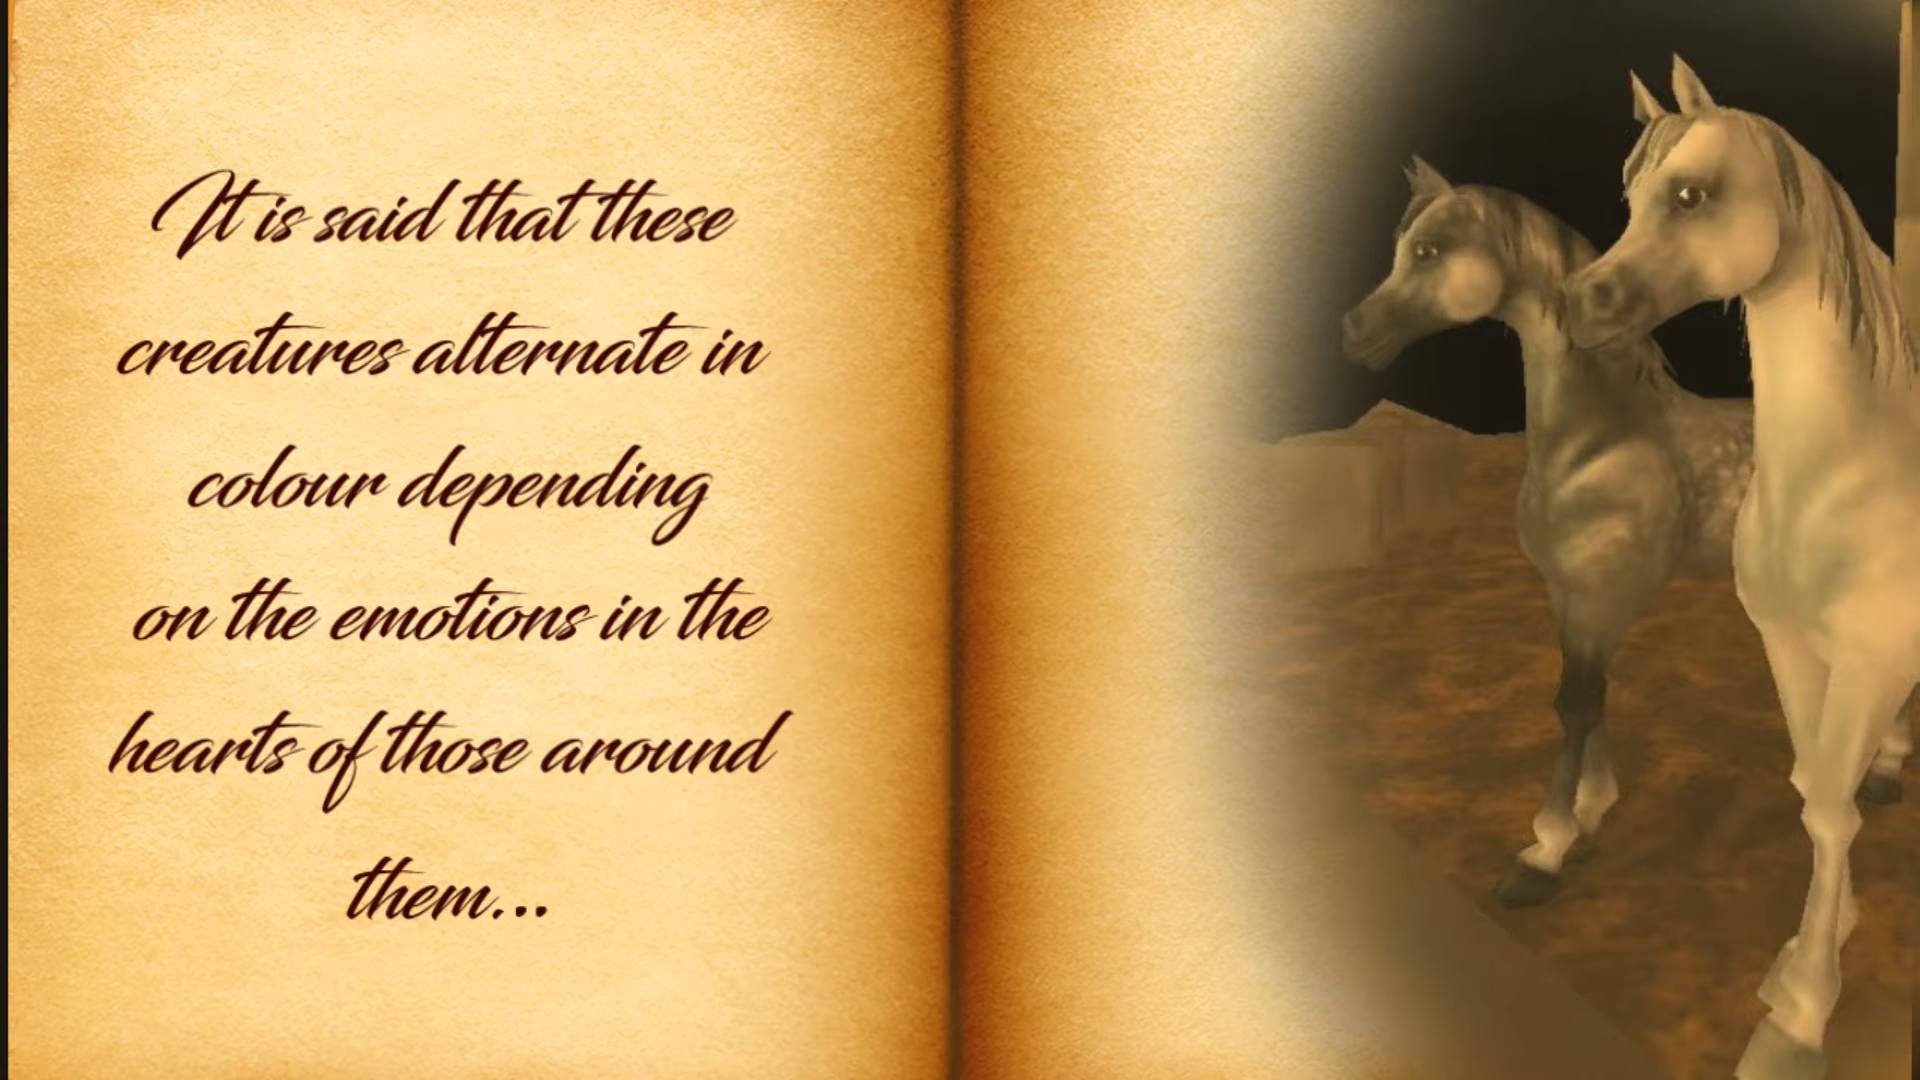 It is said that these
creatures alternate in
colour depending
on the emotions in the
hearts of those around
them...